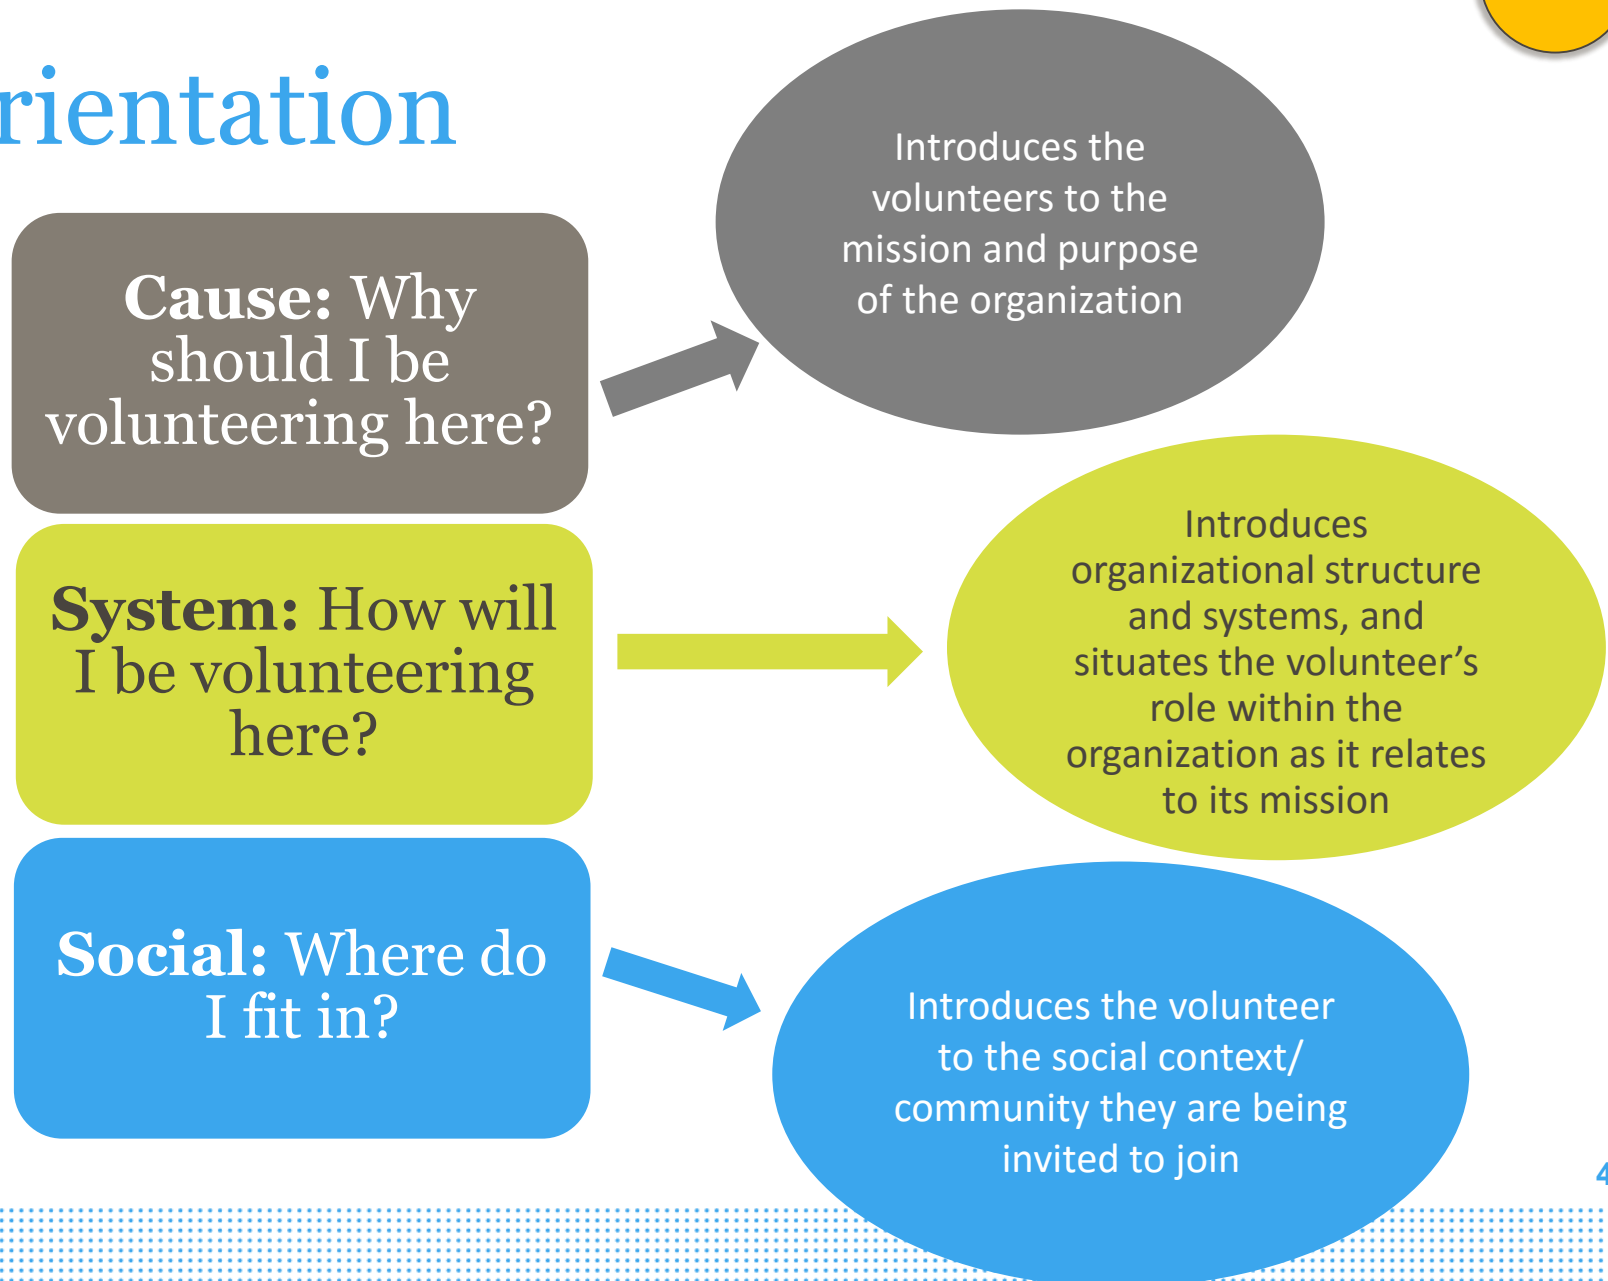 rientation
Cause: Why
should I be
volunteering here?
Introduces the
volunteers to the
mission and purpose
of the organization
System: How will
I be volunteering
here?
Introduces
organizational structure
and systems, and
situates the volunteer’s
role within the
organization as it relates
to its mission
Social: Where do
I fit in?
Introduces the volunteer
to the social context/
community they are being
invited to join
4